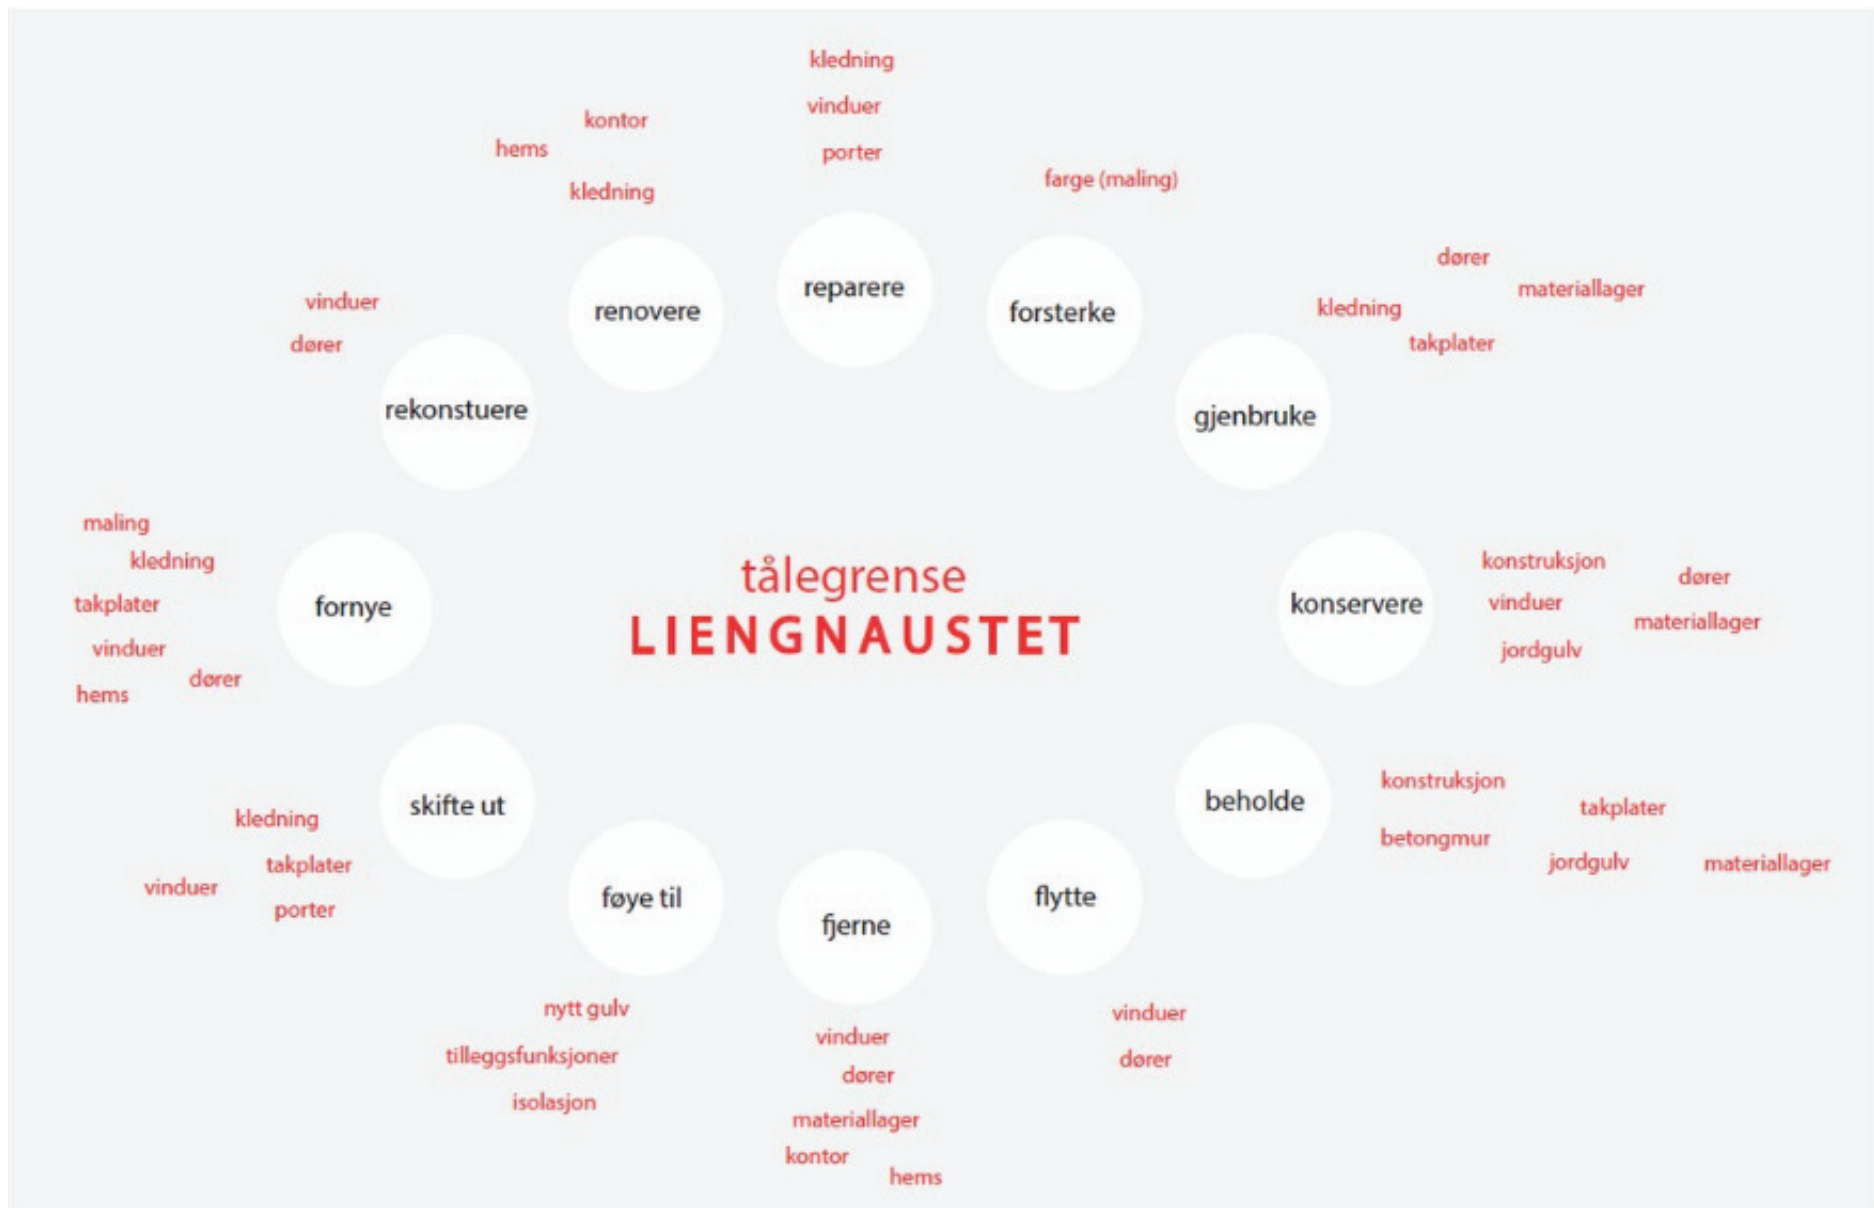 kledning
vinduer
porter
kontor
hems
kledning
farge (maling)
dører
materiallager
kledning
takplater
vinduer
dører
renovere
reparere
forsterke
rekonstuere
gjenbruke
maling
kledning
takplater
vinduer
dører
hems
fornye
tålegrense
LIENGNAUSTET
konservere
konstruksjon
dører
vinduer
materiallager
jordgulv
skifte ut
beholde
kledning
takplater
vinduer
porter
konstruksjon
takplater
betongmur
jordgulv
materiallager
føye til
fjerne
flytte
nytt gulv
tilleggsfunksjoner
isolasjon
vinduer
dører
materiallager
kontor
hems
vinduer
dører